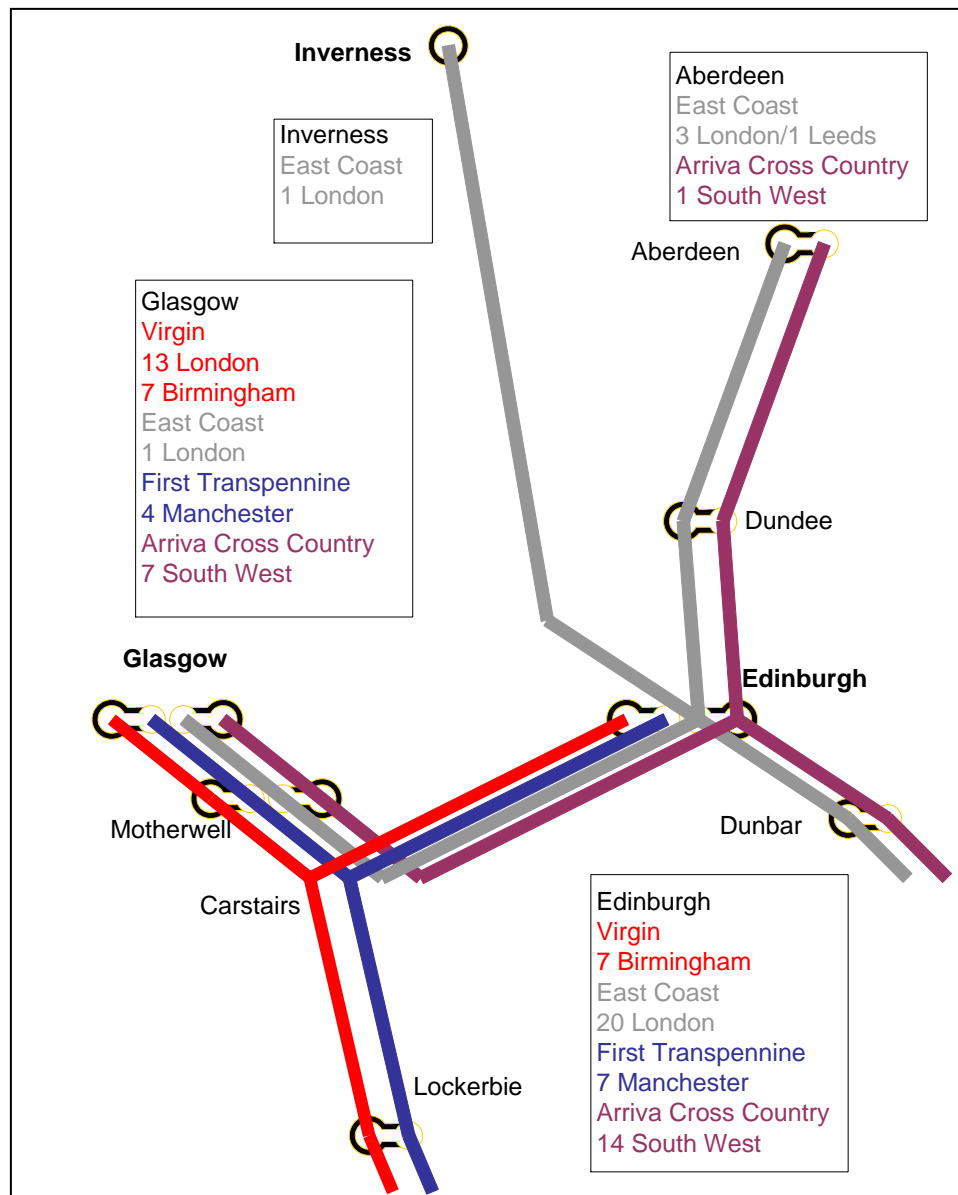 Inverness
Aberdeen
East Coast
3 London/1 Leeds
Arriva Cross Country
1 South West
Inverness
East Coast
1 London
Aberdeen
Glasgow
Virgin
13 London
7 Birmingham
East Coast
1 London
First Transpennine
4 Manchester
Arriva Cross Country
7 South West
Dundee
Glasgow
Edinburgh
Motherwell
Dunbar
Carstairs
Edinburgh
Virgin
7 Birmingham
East Coast
20 London
First Transpennine
7 Manchester
Arriva Cross Country
14 South West
Lockerbie